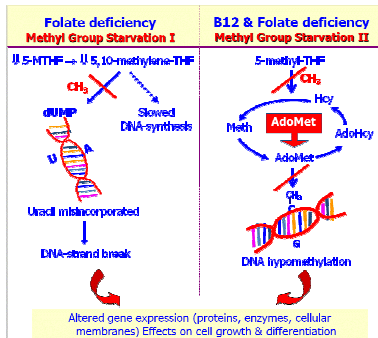 Folate deficiency
Methyl Group Starvation I
⇓ 5-MTHF → ⇓ 5,10-methylene-THF
CH3
dUMP
Slowed
DNA-synthesis
U
A
Uracil misincorporated
DNA-strand break
B12 & Folate deficiency
Methyl Group Starvation II
5-methyl-THF
CH3
Hcy
Meth
AdoMet
AdoHcy
AdoMet
CH3
C
G
DNA hypomethylation
Altered gene expression (proteins, enzymes, cellular
membranes) Effects on cell growth & differentiation